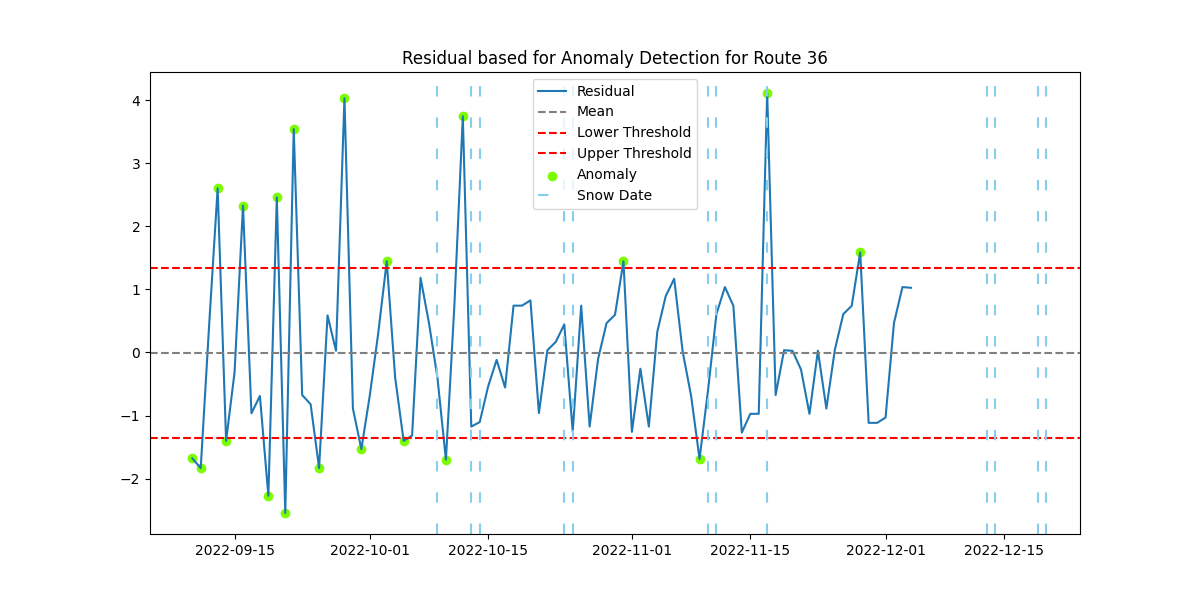 Residual based for Anomaly Detection for Route 36
Residual
Mean
Lower Threshold
Upper Threshold
Anomaly
Snow Date
4
3
2
1
0
−1
−2
2022-09-15
2022-10-01
2022-10-15
2022-11-01
2022-11-15
2022-12-01
2022-12-15